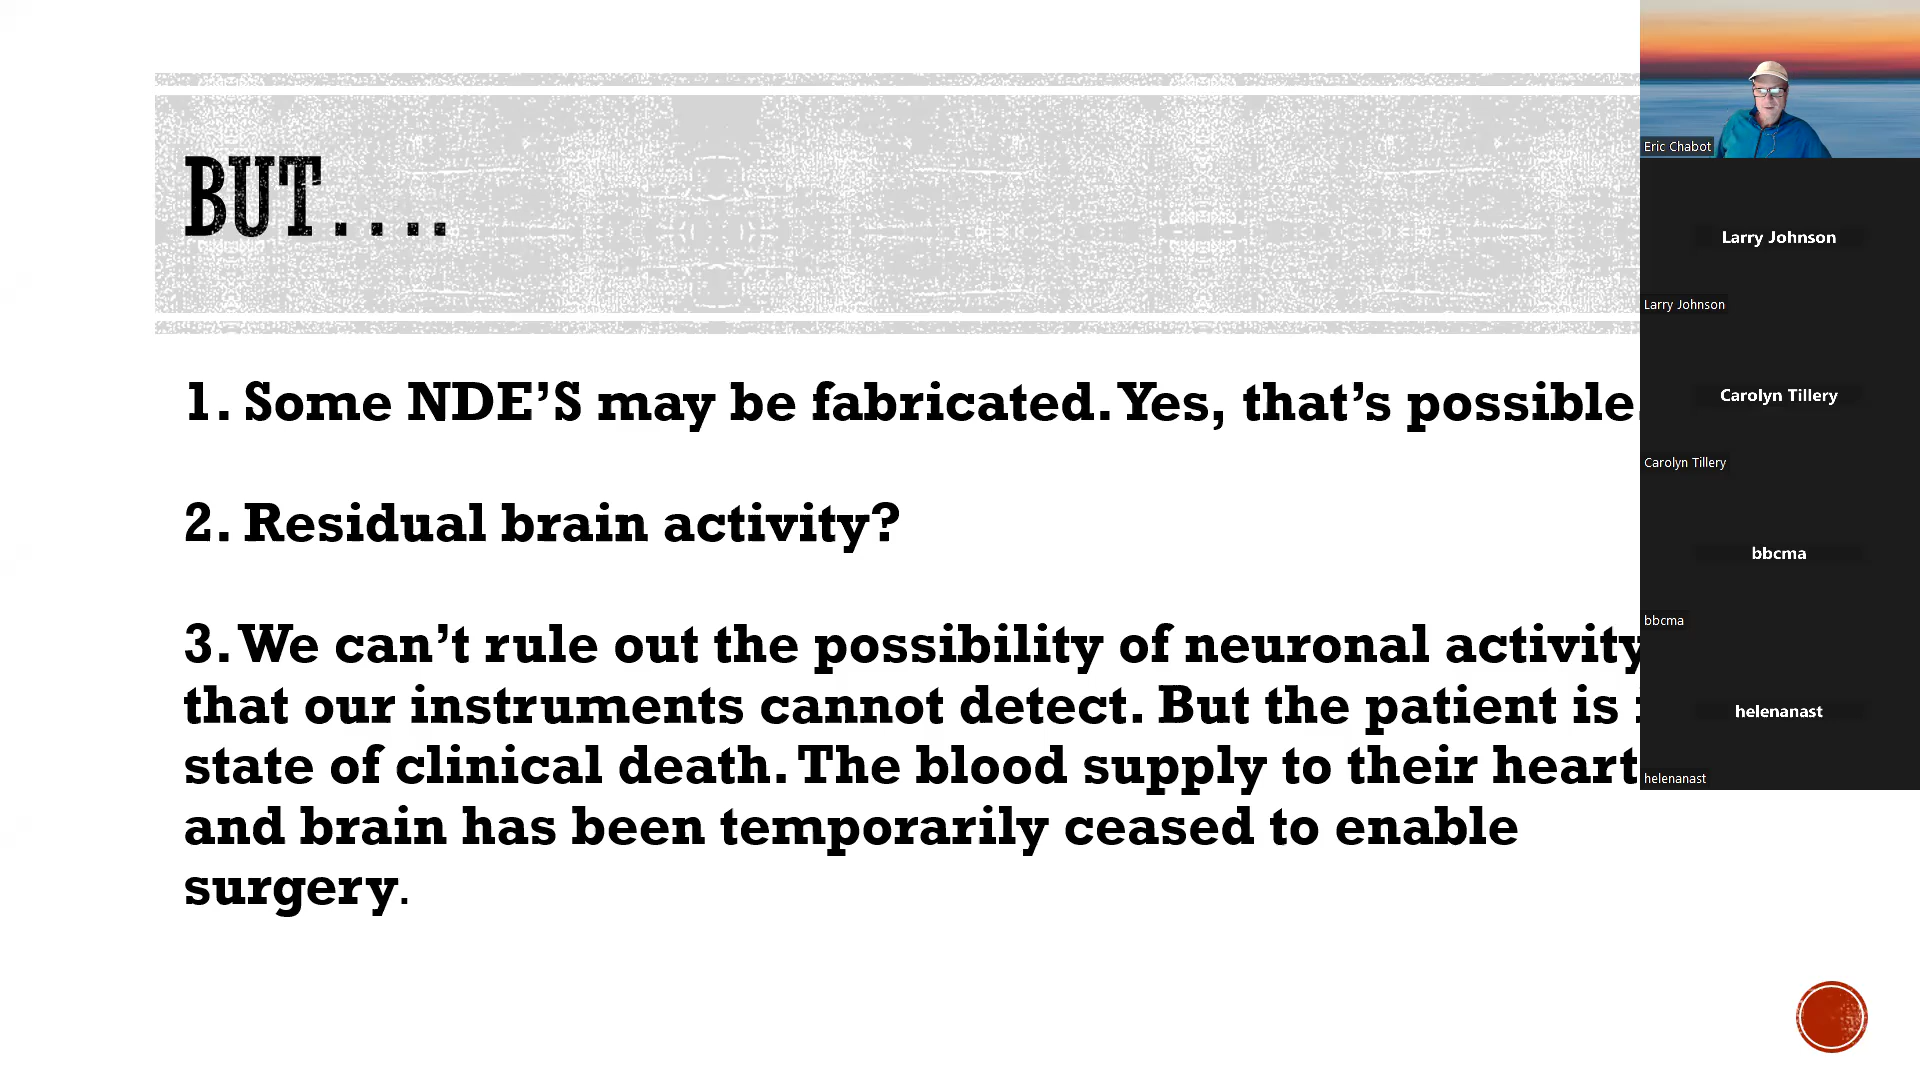 BUT....
1. Some NDE’S may be fabricated. Yes, that’s possible.
2. Residual brain activity?
3. We can’t rule out the possibility of neuronal activity
that our instruments cannot detect. But the patient is
state of clinical death. The blood supply to their heart
and brain has been temporarily ceased to enable
surgery.
Eric Chabot
Larry Johnson
Larry Johnson
Carolyn Tillery
Carolyn Tillery
bbcma
bbcma
helenanast
helenanast